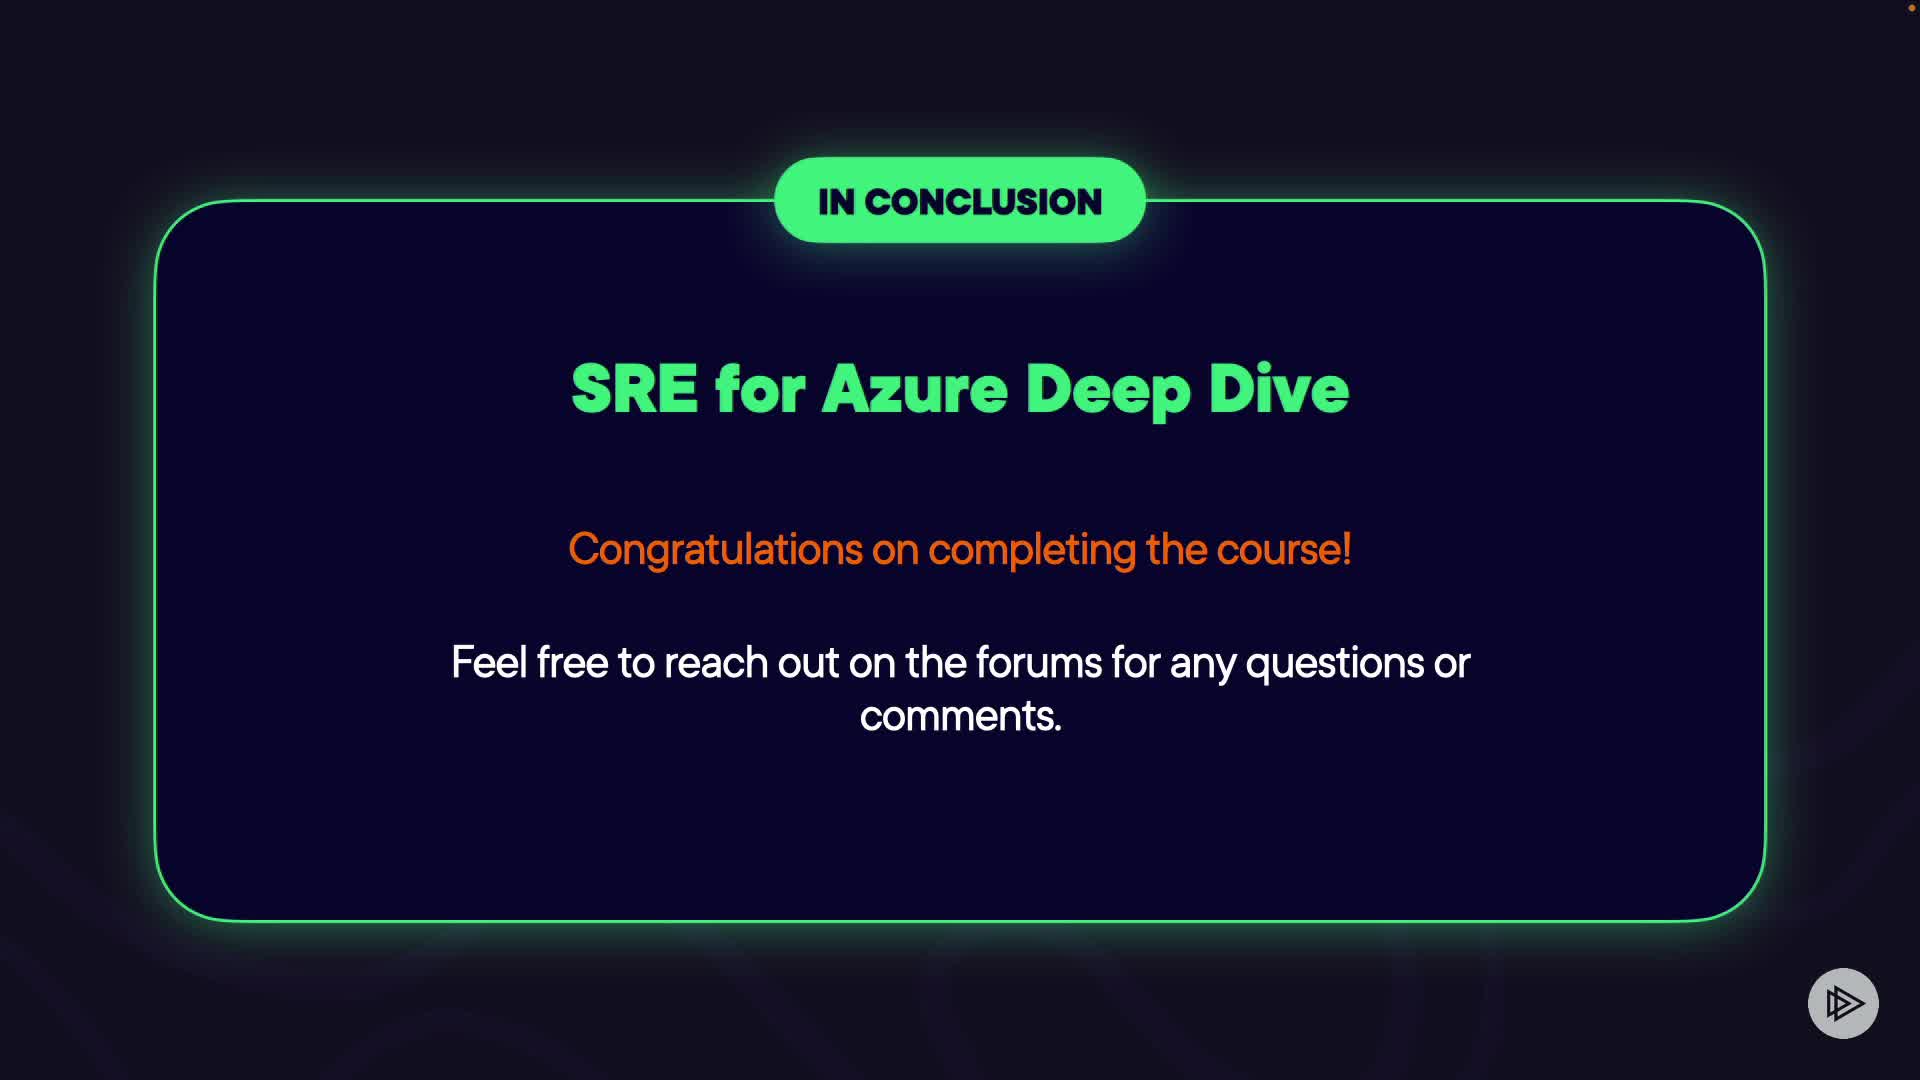 IN CONCLUSION
SRE for Azure Deep Dive
Congratulations on completing the course!
Feel free to reach out on the forums for any questions or
comments.